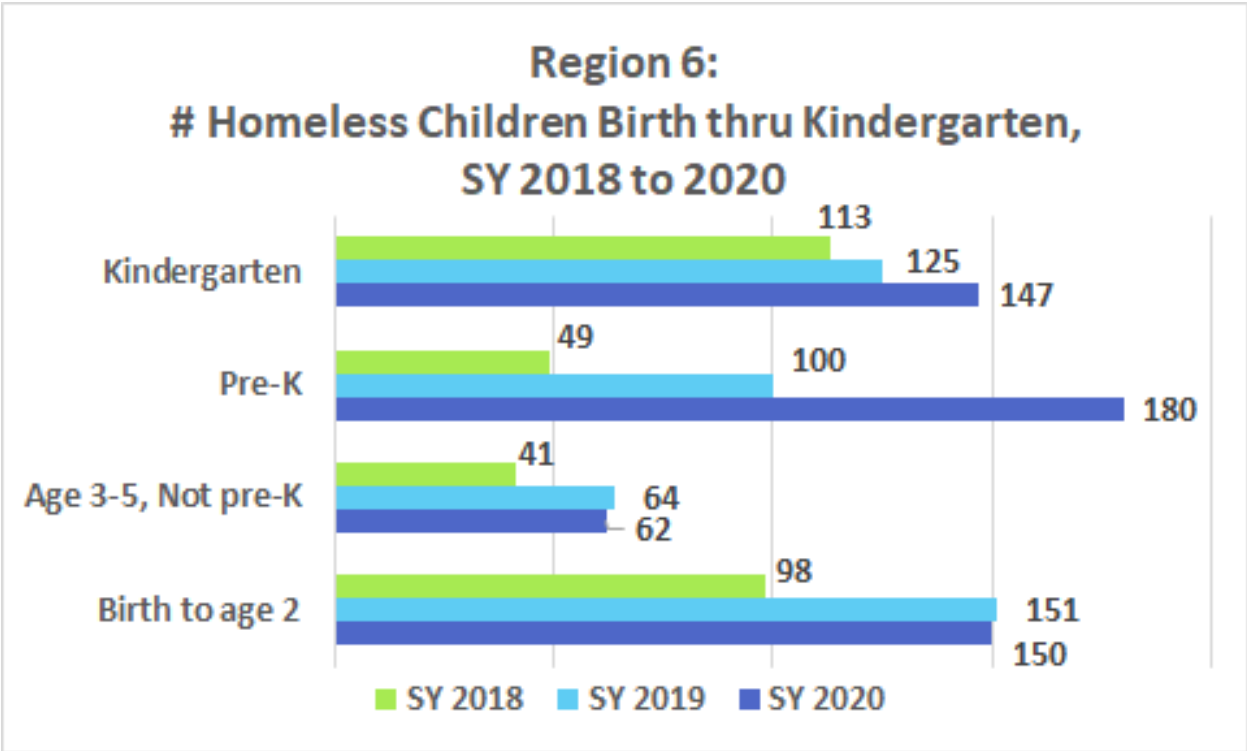 Region 6:
# Homeless Children Birth thru Kindergarten,
SY 2018 to 2020
Kindergarten
113
125
147
Pre-K
49
100
180
Age 3-5, Not pre-K
41
64
62
Birth to age 2
98
151
150
SY 2018 SY 2019 SY 2020